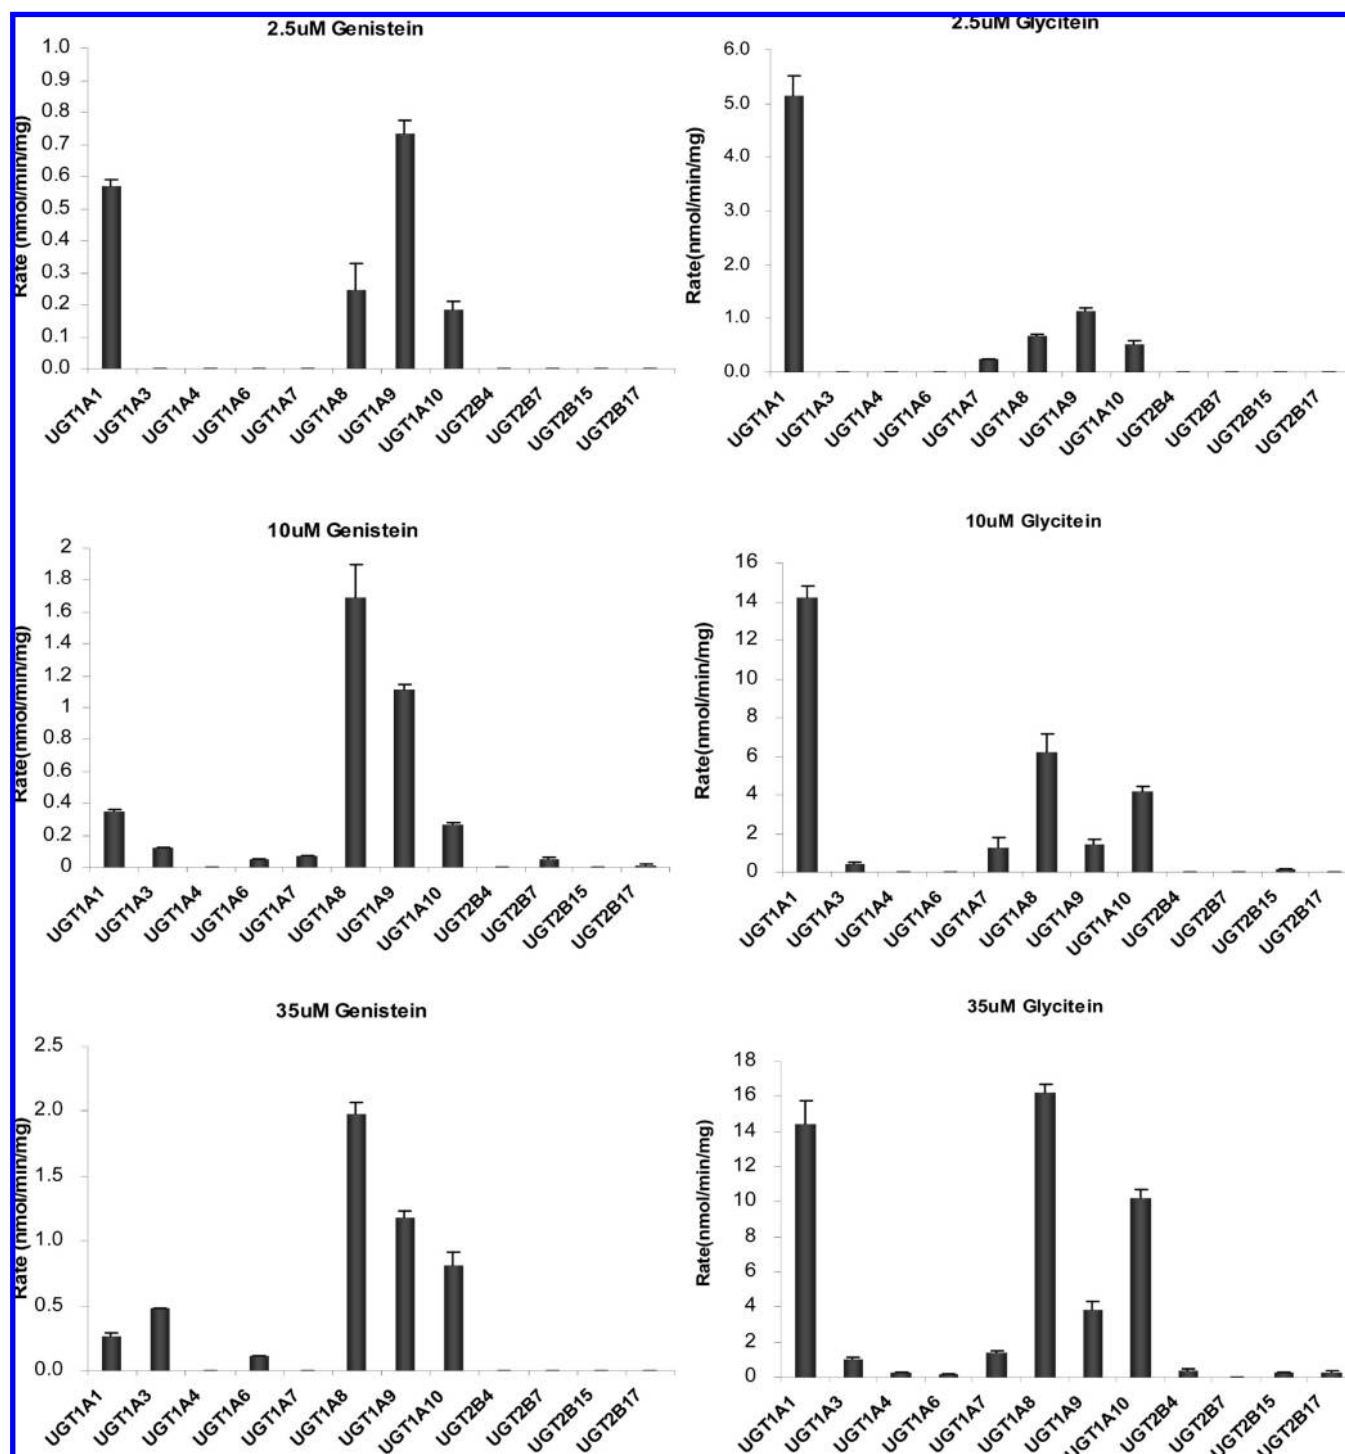 2.5uM Genistein
1.0
0.9
0.8
0.7
0.6
0.5
0.4
0.3
0.2
0.1
0.0
Rate (nmol/min/mg)
UGT1A1
UGT1A3
UGT1A4
UGT1A6
UGT1A7
UGT1A8
UGT1A9
UGT1A10
UGT2B4
UGT2B7
UGT2B15
UGT2B17
2.5uM Glycitein
6.0
5.0
4.0
3.0
2.0
1.0
0.0
Rate(nmol/min/mg)
UGT1A1
UGT1A3
UGT1A4
UGT1A6
UGT1A7
UGT1A8
UGT1A9
UGT1A10
UGT2B4
UGT2B7
UGT2B15
UGT2B17
10uM Genistein
2
1.8
1.6
1.4
1.2
1
0.8
0.6
0.4
0.2
0
Rate(nmol/min/mg)
UGT1A1
UGT1A3
UGT1A4
UGT1A6
UGT1A7
UGT1A8
UGT1A9
UGT1A10
UGT2B4
UGT2B7
UGT2B15
UGT2B17
10uM Glycitein
16
14
12
10
8
6
4
2
0
Rate(nmol/min/mg)
UGT1A1
UGT1A3
UGT1A4
UGT1A6
UGT1A7
UGT1A8
UGT1A9
UGT1A10
UGT2B4
UGT2B7
UGT2B15
UGT2B17
35uM Genistein
2.5
2.0
1.5
1.0
0.5
0.0
Rate (nmol/min/mg)
UGT1A1
UGT1A3
UGT1A4
UGT1A6
UGT1A7
UGT1A8
UGT1A9
UGT1A10
UGT2B4
UGT2B7
UGT2B15
UGT2B17
35uM Glycitein
18
16
14
12
10
8
6
4
2
0
Rate(nmol/min/mg)
UGT1A1
UGT1A3
UGT1A4
UGT1A6
UGT1A7
UGT1A8
UGT1A9
UGT1A10
UGT2B4
UGT2B7
UGT2B15
UGT2B17